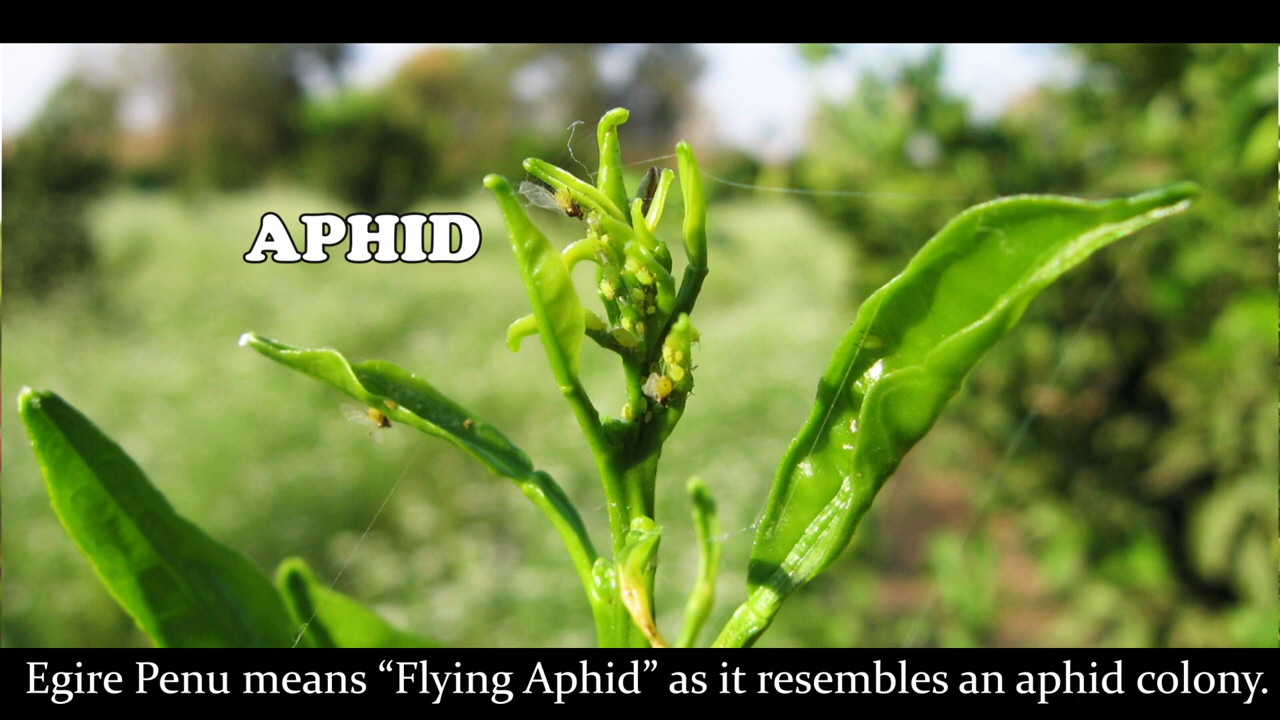 APHID
Egire Penu means “Flying Aphid” as it resembles an aphid colony.